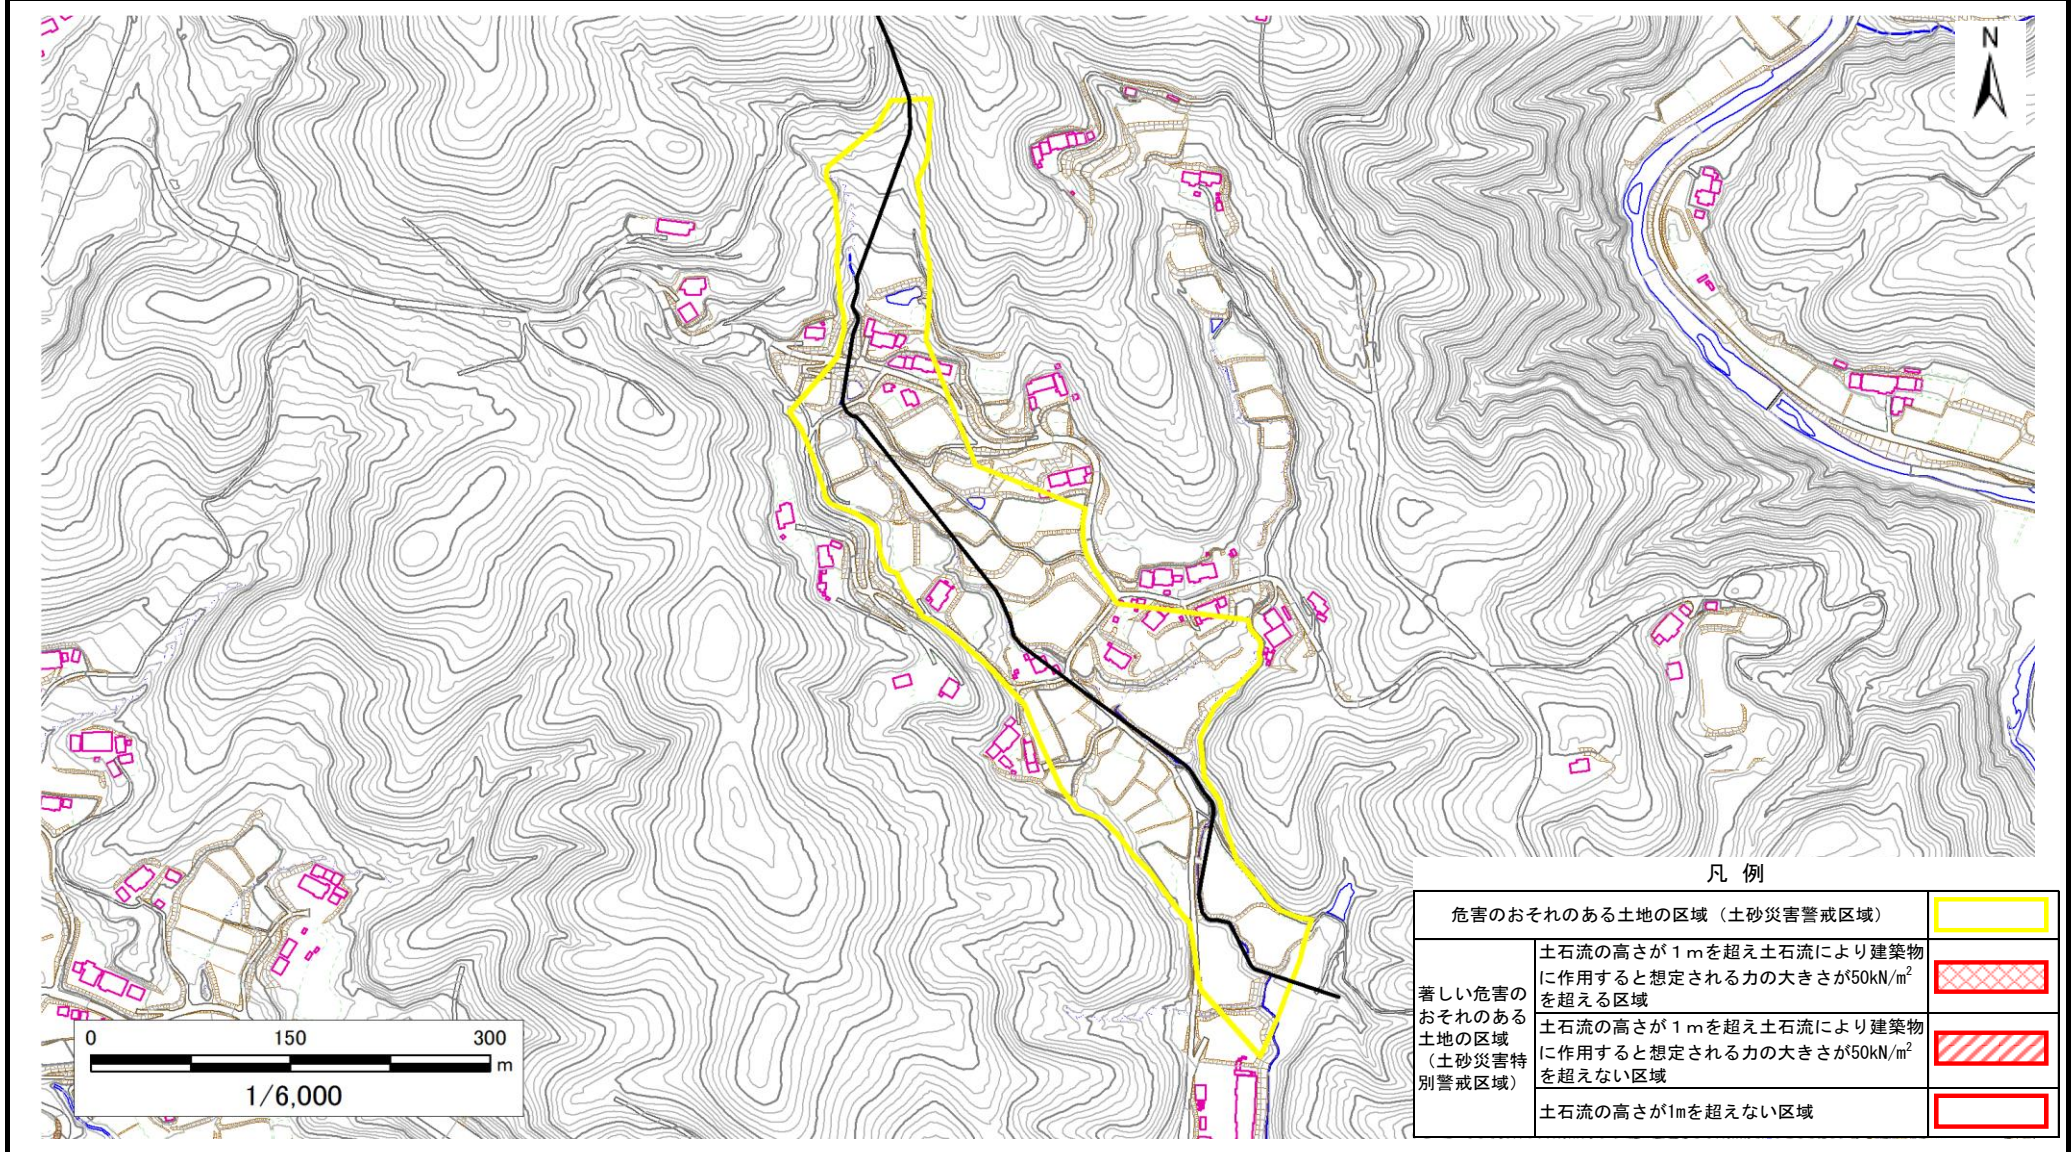 N
凡 例
危害のおそれのある土地の区域（土砂災害警戒区域）
著しい危害の
おそれのある
土地の区域
（土砂災害特
別警戒区域）
土石流の高さが１ｍを超え土石流により建築物
に作用すると想定される力の大きさが50kN/㎡
を超える区域
土石流の高さが１ｍを超え土石流により建築物
に作用すると想定される力の大きさが50kN/㎡
を超えない区域
土石流の高さが1mを超えない区域
0 150 300
m
1/6,000